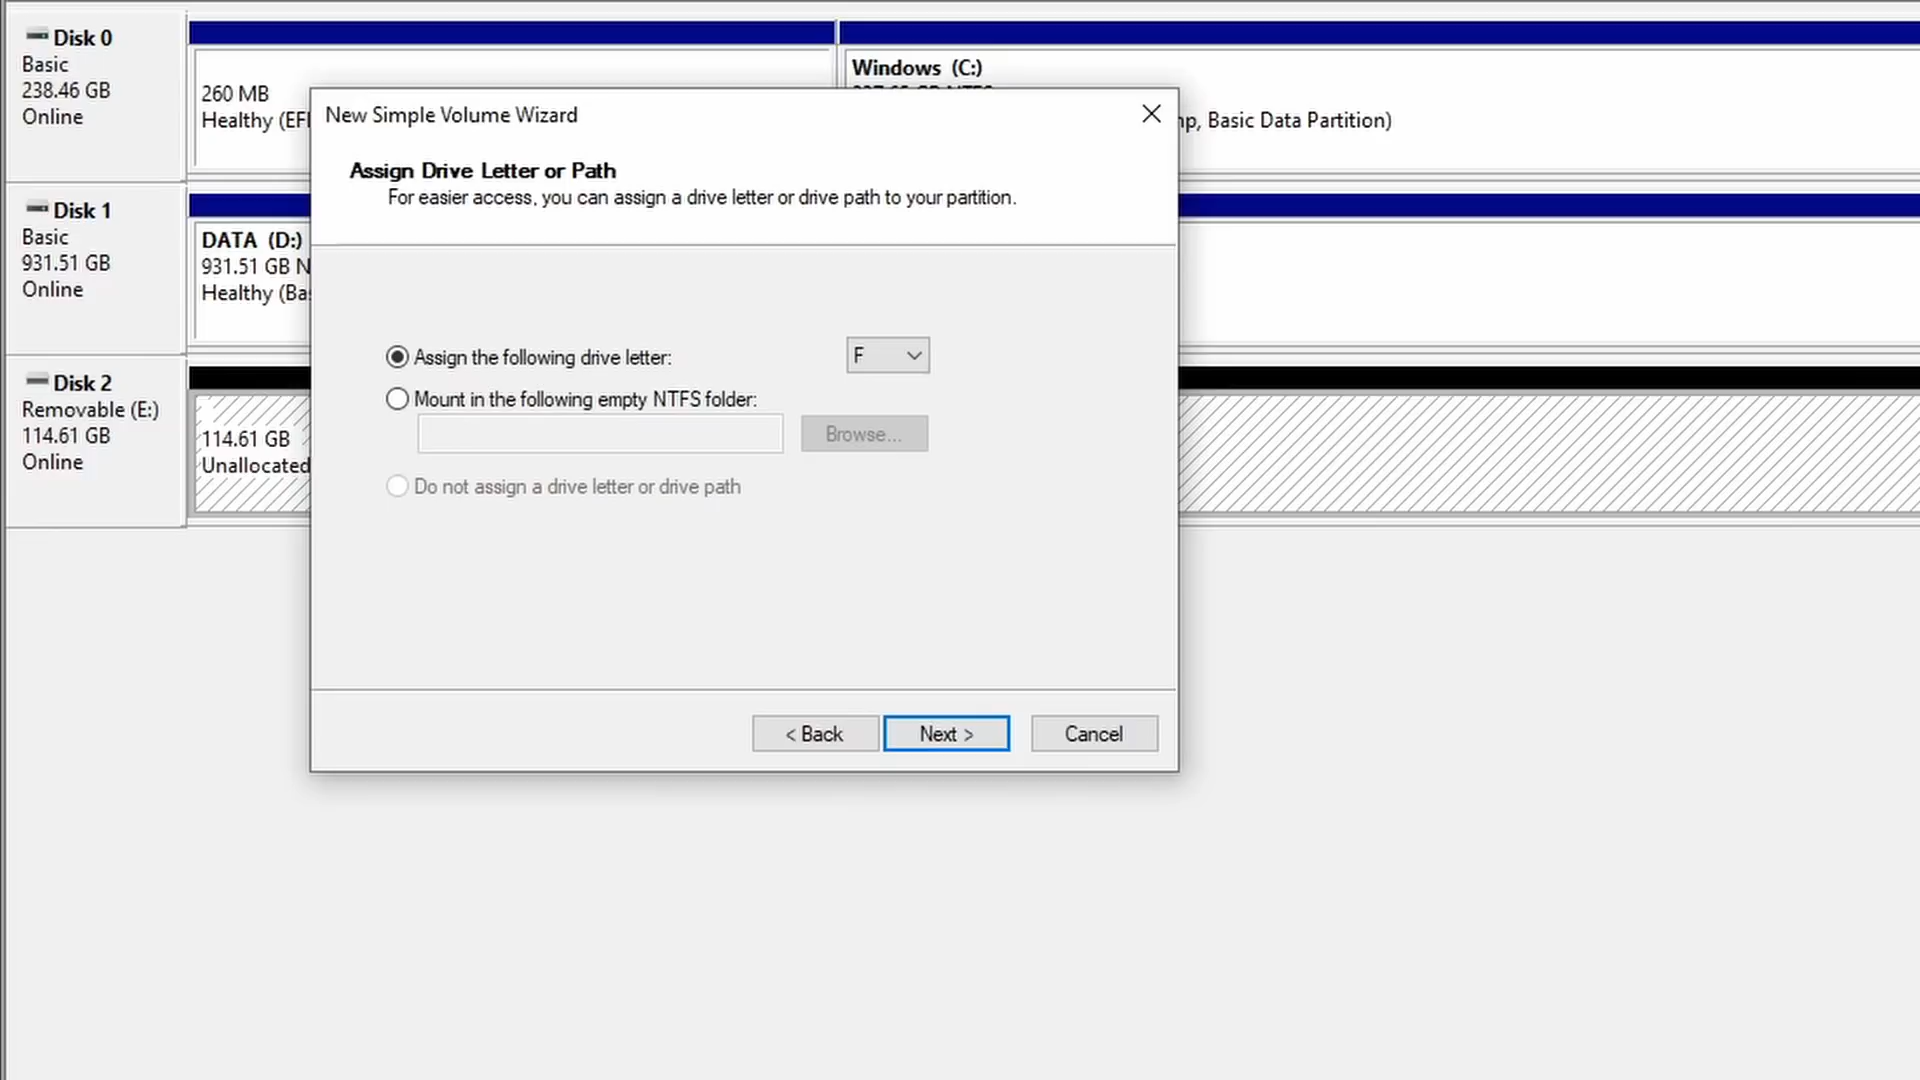 Disk 0
Basic
238.46 GB
Online
260 MB
Healthy (EFI
Windows (C:)
np, Basic Data Partition)
Disk 1
Basic
931.51 GB
Online
DATA (D:)
931.51 GB N
Healthy (Bas
Disk 2
Removable (E:)
114.61 GB
Online
114.61 GB
Unallocated
New Simple Volume Wizard
Assign Drive Letter or Path
For easier access, you can assign a drive letter or drive path to your partition.
Assign the following drive letter:
F
Mount in the following empty NTFS folder:
Browse...
Do not assign a drive letter or drive path
< Back
Next >
Cancel